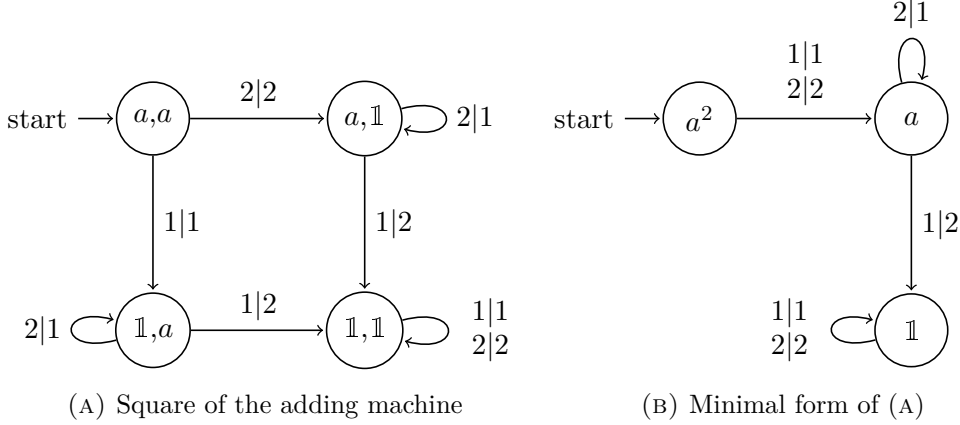 2|1
2|2
1|1
2|2
start
a,a
a,𝟙
2|1
start
a²
a
1|1
1|2
1|2
2|1
𝟙,a
1|2
𝟙,𝟙
1|1
2|2
1|1
2|2
𝟙
(A) Square of the adding machine
(B) Minimal form of (A)